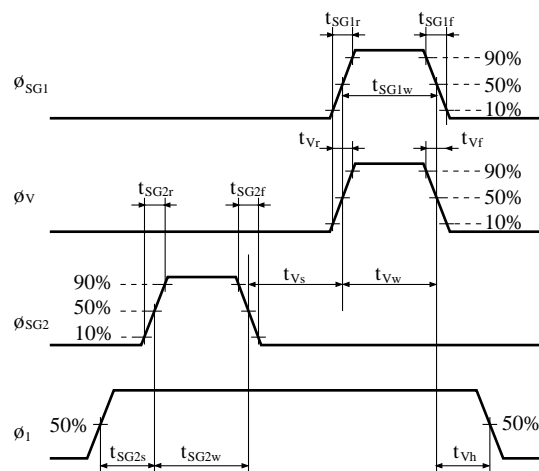 t_SG1r t_SG1f
ø_SG1 90%
t_SG1w 50%
10%
t_Vr t_Vf
ø_V 90%
50%
10%
t_SG2r t_SG2f
t_Vs t_Vw
90%
ø_SG2 50%
10%
ø_1 50% 50%
t_SG2s t_SG2w t_Vh